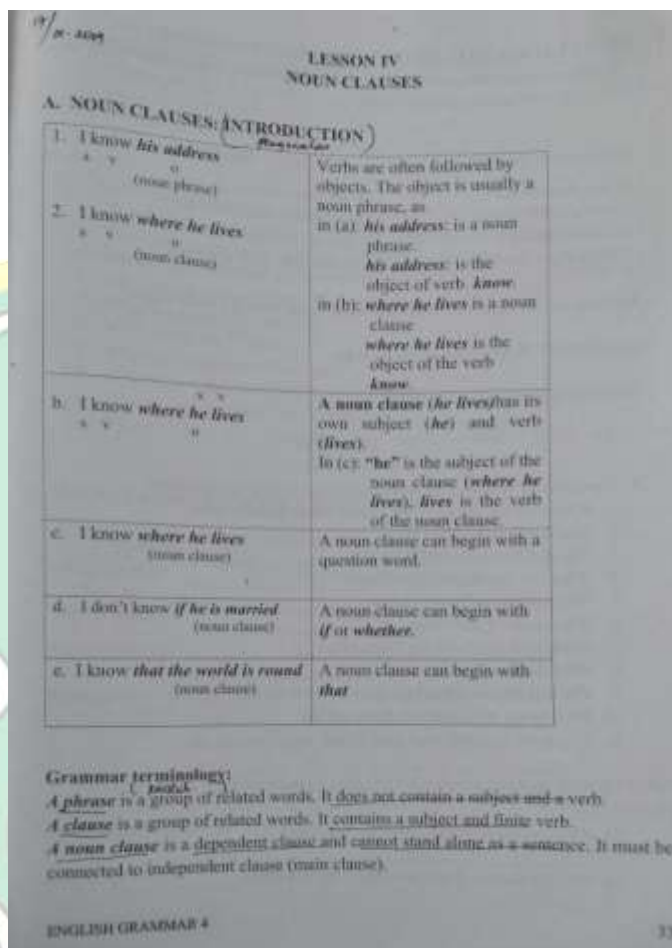 LESSON IV
NOUN CLAUSES
A. NOUN CLAUSES: (INTRODUCTION)
1. I know his address
s v o
(noun phrase)
2. I know where he lives
s v o
(noun clause)
Verbs are often followed by
objects. The object is usually a
noun phrase, as
in (a): his address: is a noun
phrase.
his address: is the
object of verb know.
in (b): where he lives is a noun
clause
where he lives is the
object of the verb
know
s v
b. I know where he lives
s v o
A noun clause (he lives) has its
own subject (he) and verb
(lives).
In (c): "he" is the subject of the
noun clause (where he
lives), lives is the verb
of the noun clause.
c. I know where he lives
(noun clause)
A noun clause can begin with a
question word.
d. I don't know if he is married
(noun clause)
A noun clause can begin with
if or whether.
e. I know that the world is round
(noun clause)
A noun clause can begin with
that
Grammar terminology:
A phrase is a group of related words. It does not contain a subject and a verb
A clause is a group of related words. It contains a subject and finite verb.
A noun clause is a dependent clause and cannot stand alone as a sentence. It must be
connected to independent clause (main clause).
ENGLISH GRAMMAR 4